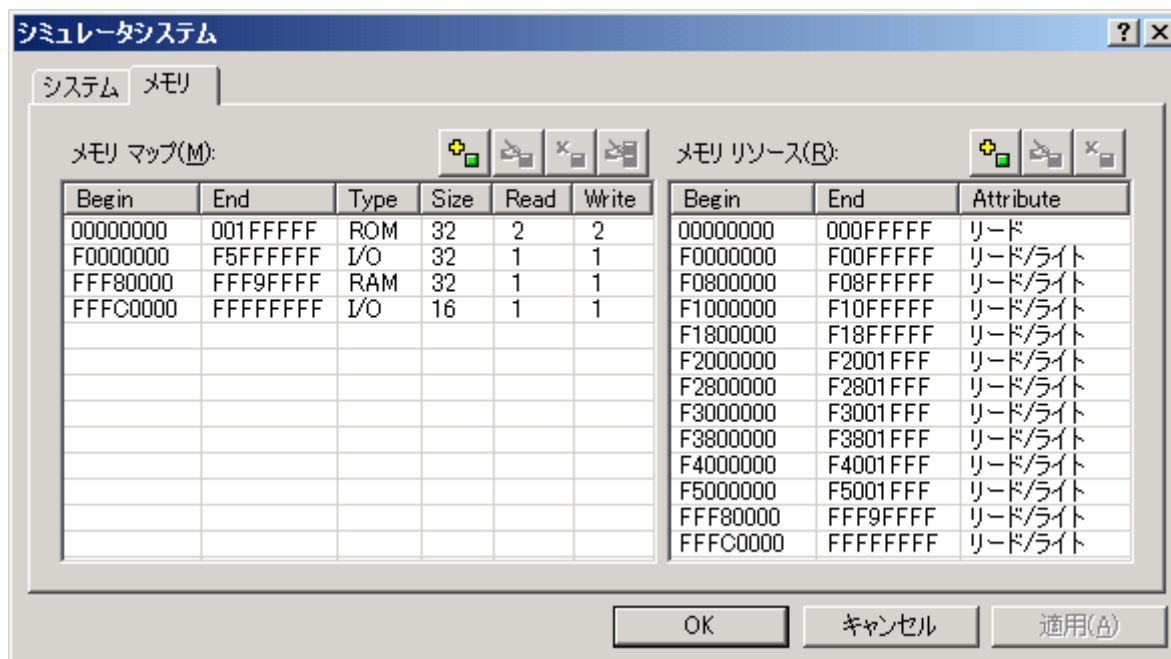 シミュレータシステム
システム メモリ
メモリ マップ(M):
Begin End Type Size Read Write
00000000 001FFFFF ROM 32 2 2
F0000000 F5FFFFFF I/O 32 1 1
FFF80000 FFF9FFFF RAM 32 1 1
FFFC0000 FFFFFFFF I/O 16 1 1
メモリ リソース(R):
Begin End Attribute
00000000 000FFFFF リード
F0000000 F00FFFFF リード/ライト
F0800000 F08FFFFF リード/ライト
F1000000 F10FFFFF リード/ライト
F1800000 F18FFFFF リード/ライト
F2000000 F2001FFF リード/ライト
F2800000 F2801FFF リード/ライト
F3000000 F3001FFF リード/ライト
F3800000 F3801FFF リード/ライト
F4000000 F4001FFF リード/ライト
F5000000 F5001FFF リード/ライト
FFF80000 FFF9FFFF リード/ライト
FFFC0000 FFFFFFFF リード/ライト
OK キャンセル 適用(A)